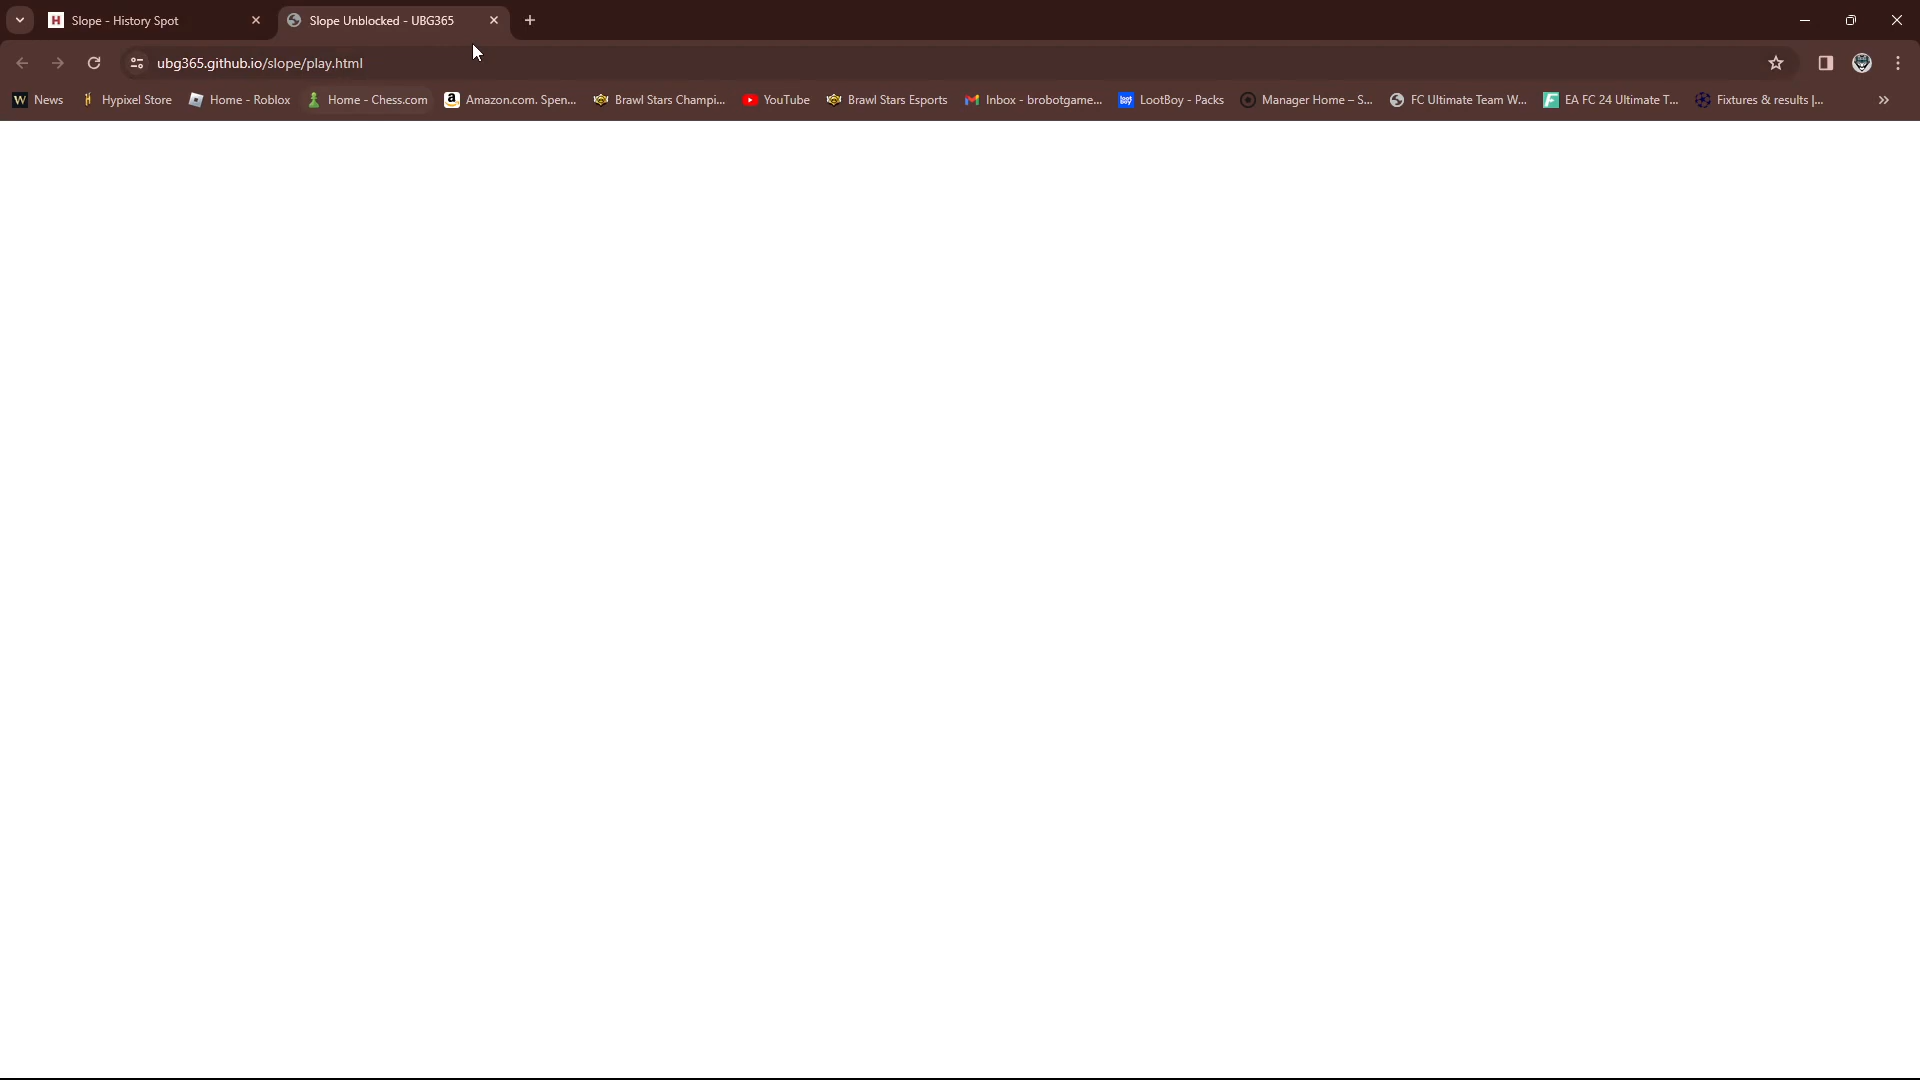 H Slope - History Spot Slope Unblocked - UBG365
ubg365.github.io/slope/play.html
W News Hypixel Store Home - Roblox Home - Chess.com a Amazon.com. Spen... Brawl Stars Champi... YouTube Brawl Stars Esports Inbox - brobotgame... LootBoy - Packs Manager Home – S... FC Ultimate Team W... F EA FC 24 Ultimate T... Fixtures & results |...